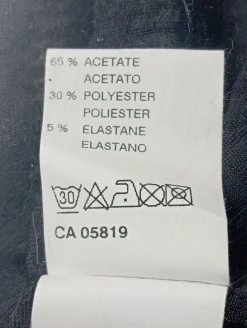 65 % ACETATE
ACETATO
30 % POLYESTER
POLIESTER
5 % ELASTANE
ELASTANO
30
CA 05819